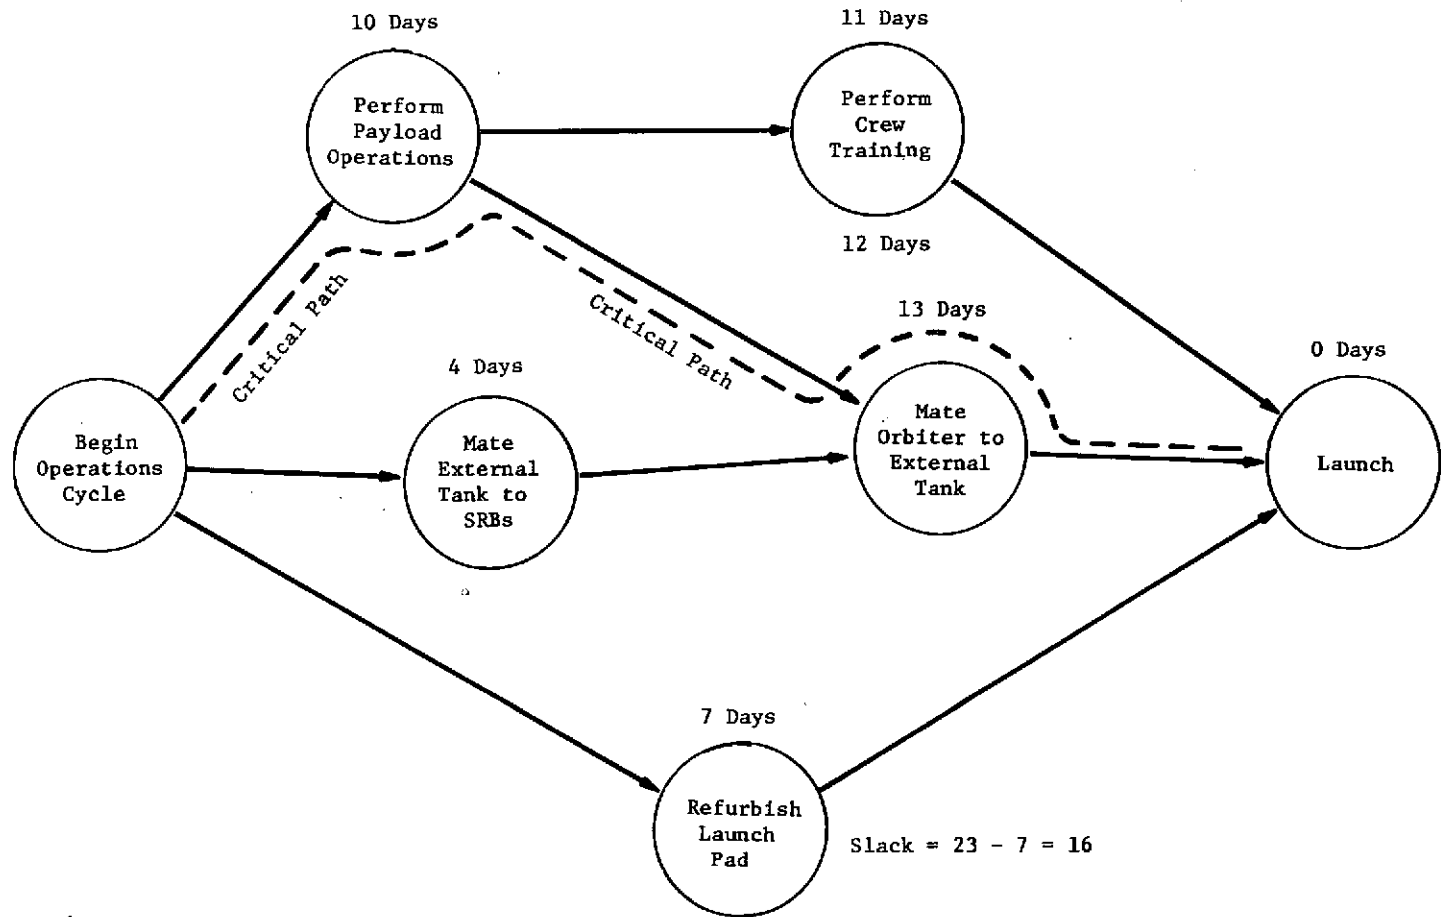 10 Days
11 Days
Perform
Payload
Operations
Perform
Crew
Training
12 Days
Critical Path
Critical Path
13 Days
4 Days
0 Days
Begin
Operations
Cycle
Mate
External
Tank to
SRBs
Mate
Orbiter to
External
Tank
Launch
7 Days
Refurbish
Launch
Pad
Slack = 23 - 7 = 16